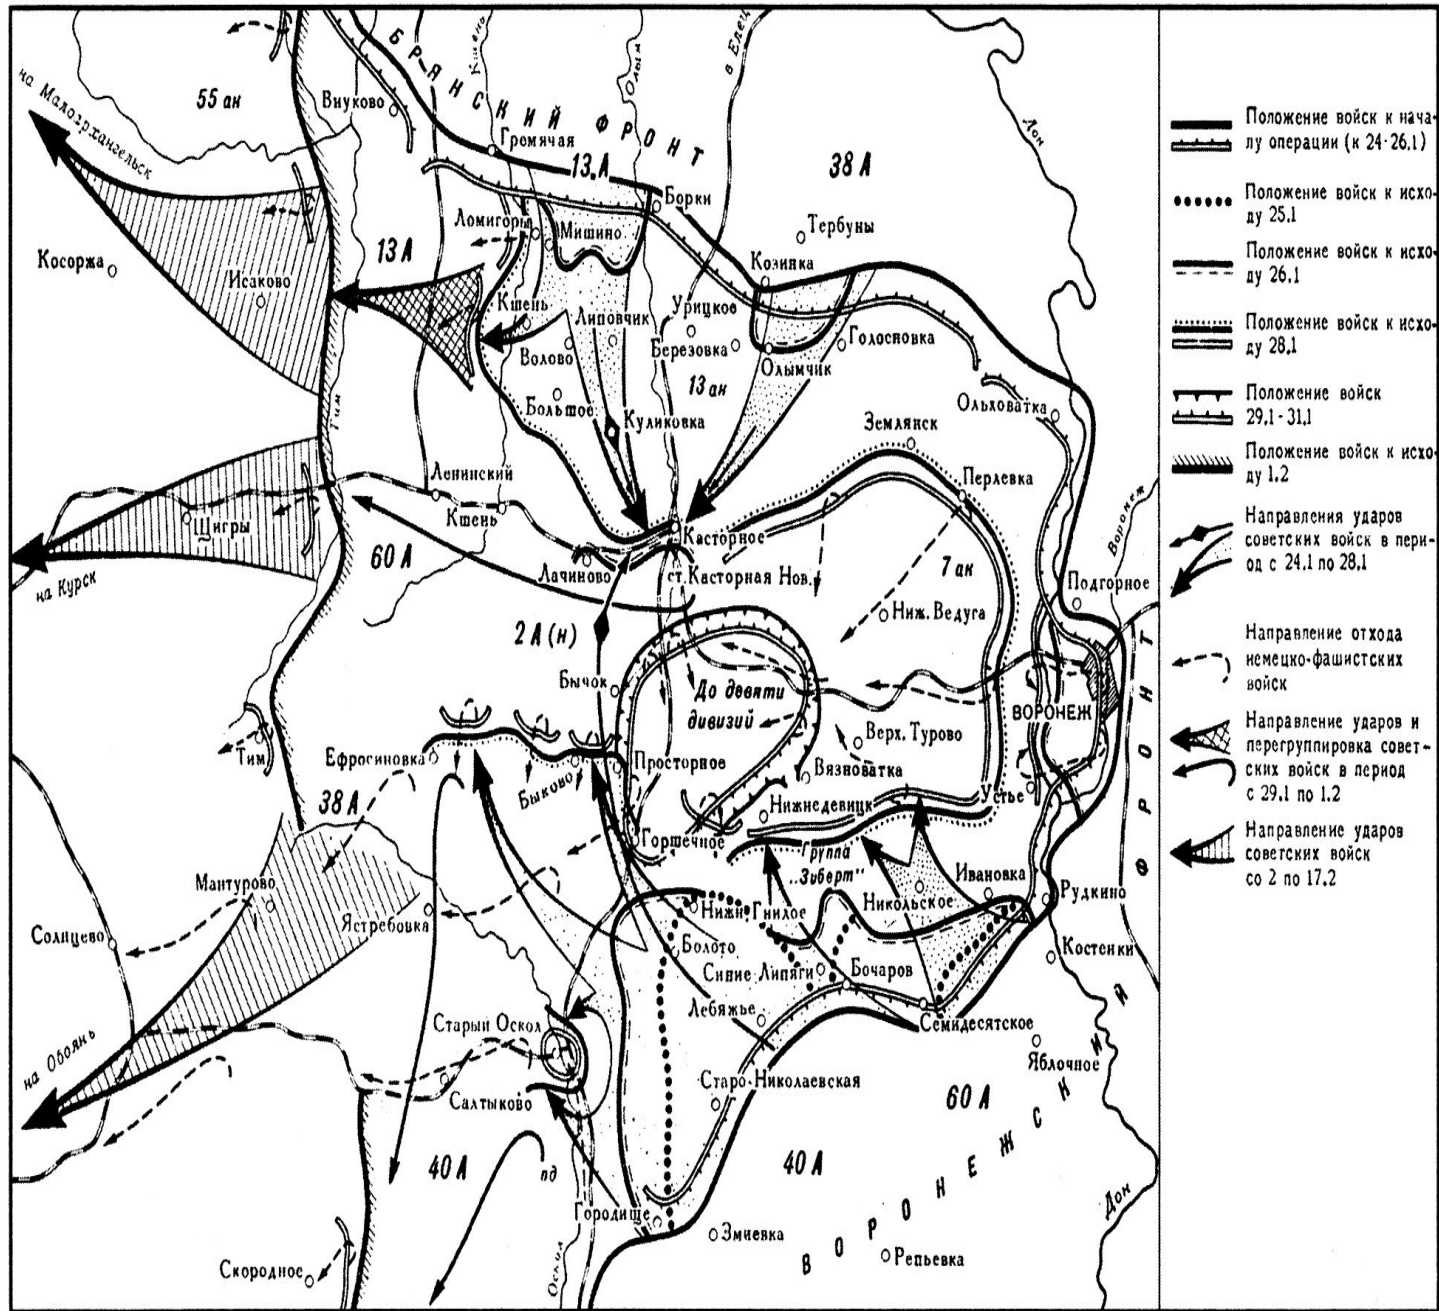 на Малоархангельск
55 ак
Внуково
БРЯНСКИЙ ФРОНТ
Кшень
Олым
в Елец
Дон
Громячая
13.А
38 А
Борки
Тербуны
Ломигоры
Мишино
Козинка
Косоржа
13 А
Исаково
Кшень
Липовчик
Урицкое
Волово
Березовка
Голосновка
Олымчик
13 ак
Большое
Куликовка
Ольховатка
Землянск
Тим
Ленинский
Перлевка
Щигры
Кшень
Касторное
Воронеж
60 А
Лачиново
ст. Касторная Нов.
7 ак
Подгорное
на Курск
2 А (н)
Ниж. Ведуга
Бычок
До девяти
дивизий
ВОРОНЕЖ
Верх. Турово
Тим
Ефросиновка
Быково
Просторное
Вязноватка
Устье
38 А
Нижнедевицк
Горшечное
Группа
„Зиберт"
Мантурово
Ястребовка
Нижн. Гнилое
Никольское
Ивановка
Рудкино
Солнцево
Болото
Синие Липяги
Бочаров
Костенки
Лебяжье
Семидесятское
Старый Оскол
Яблочное
на Обоянь
Салтыково
Старо-Николаевская
60 А
40 А
пд
40 А
Городище
Змиевка
Дон
Репьевка
Скородное
Оскол
ВОРОНЕЖСКИЙ ФРОНТ
Положение войск к нача-
лу операции (к 24-26.1)
Положение войск к исхо-
ду 25.1
Положение войск к исхо-
ду 26.1
Положение войск к исхо-
ду 28.1
Положение войск
29.1-31.1
Положение войск к исхо-
ду 1.2
Направления ударов
советских войск в пери-
од с 24.1 по 28.1
Направление отхода
немецко-фашистских
войск
Направление ударов и
перегруппировка совет-
ских войск в период
с 29.1 по 1.2
Направление ударов
советских войск
со 2 по 17.2